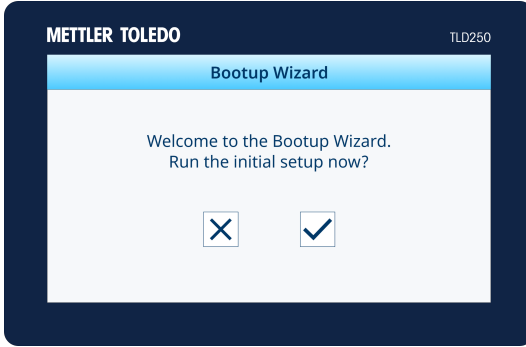 METTLER TOLEDO
TLD250
Bootup Wizard
Welcome to the Bootup Wizard.
Run the initial setup now?